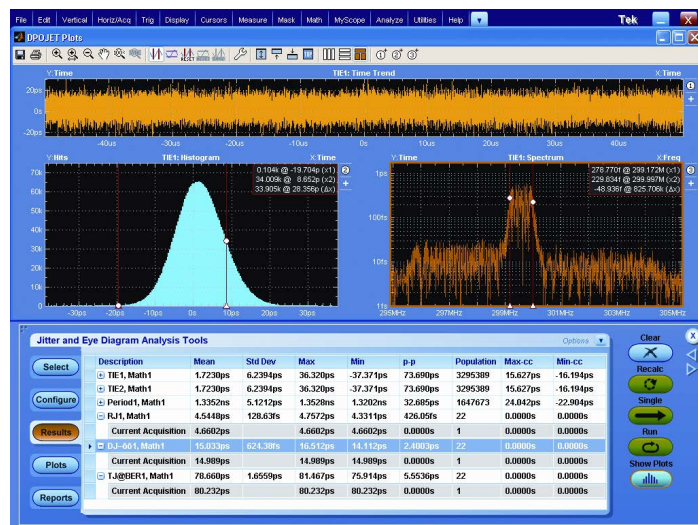 File Edit Vertical Horiz/Acq Trig Display Cursors Measure Mask Math MyScope Analyze Utilities Help Tek
DPOJET Plots
Y:Time TIE1: Time Trend X:Time
20ps
0s
-20ps
-40us -30us -20us -10us 0s 10us 20us 30us 40us
Y:Hits TIE1: Histogram X:Time
0.104k @ -19.704p (x1)
34.009k @ 8.652p (x2)
33.905k @ 28.356p (Δx)
70k
60k
50k
40k
30k
20k
10k
0
-30ps -20ps -10ps 0s 10ps 20ps 30ps
Y:Time TIE1: Spectrum X:Freq
278.770f @ 299.172M (x1)
229.834f @ 299.997M (x2)
-48.936f @ 825.706k (Δx)
1ps
100fs
10fs
295MHz 297MHz 299MHz 301MHz 303MHz 305MHz
Jitter and Eye Diagram Analysis Tools Options
Select
Configure
Results
Plots
Reports
Description Mean Std Dev Max Min p-p Population Max-cc Min-cc
TIE1, Math1 1.7230ps 6.2394ps 36.320ps -37.371ps 73.690ps 3295389 15.627ps -16.194ps
TIE2, Math1 1.7230ps 6.2394ps 36.320ps -37.371ps 73.690ps 3295389 15.627ps -16.194ps
Period1, Math1 1.3352ns 5.1212ps 1.3528ns 1.3202ns 32.685ps 1647673 24.042ps -22.904ps
RJ1, Math1 4.5448ps 128.63fs 4.7572ps 4.3311ps 426.05fs 22 0.0000s 0.0000s
Current Acquisition 4.6602ps 4.6602ps 4.6602ps 0.0000s 1 0.0000s 0.0000s
15.033ps 624.38fs 16.512ps 14.112ps 2.4003ps 22 0.0000s 0.0000s
Current Acquisition 14.989ps 14.989ps 14.989ps 0.0000s 1 0.0000s 0.0000s
TJ@BER1, Math1 78.660ps 1.6559ps 81.467ps 75.914ps 5.5536ps 22 0.0000s 0.0000s
Current Acquisition 80.232ps 80.232ps 80.232ps 0.0000s 1 0.0000s 0.0000s
Clear
Recalc
Single
Run
Show Plots